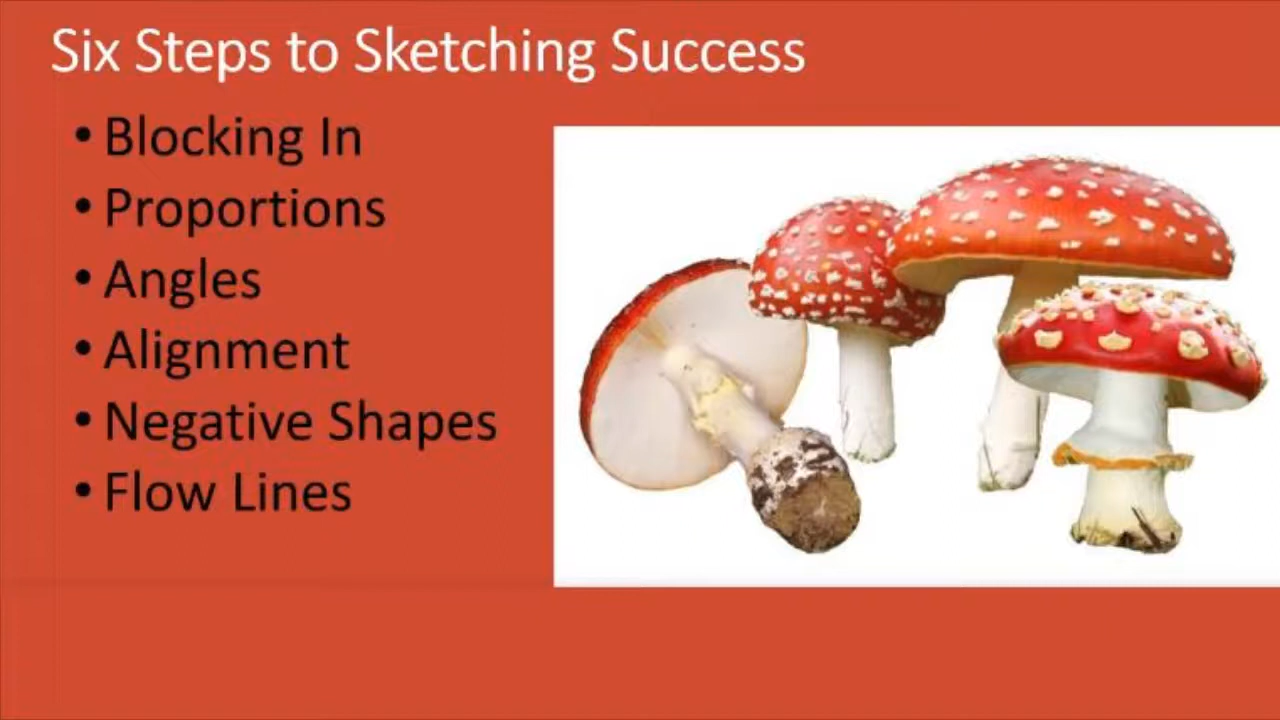 Six Steps to Sketching Success
• Blocking In
• Proportions
• Angles
• Alignment
• Negative Shapes
• Flow Lines